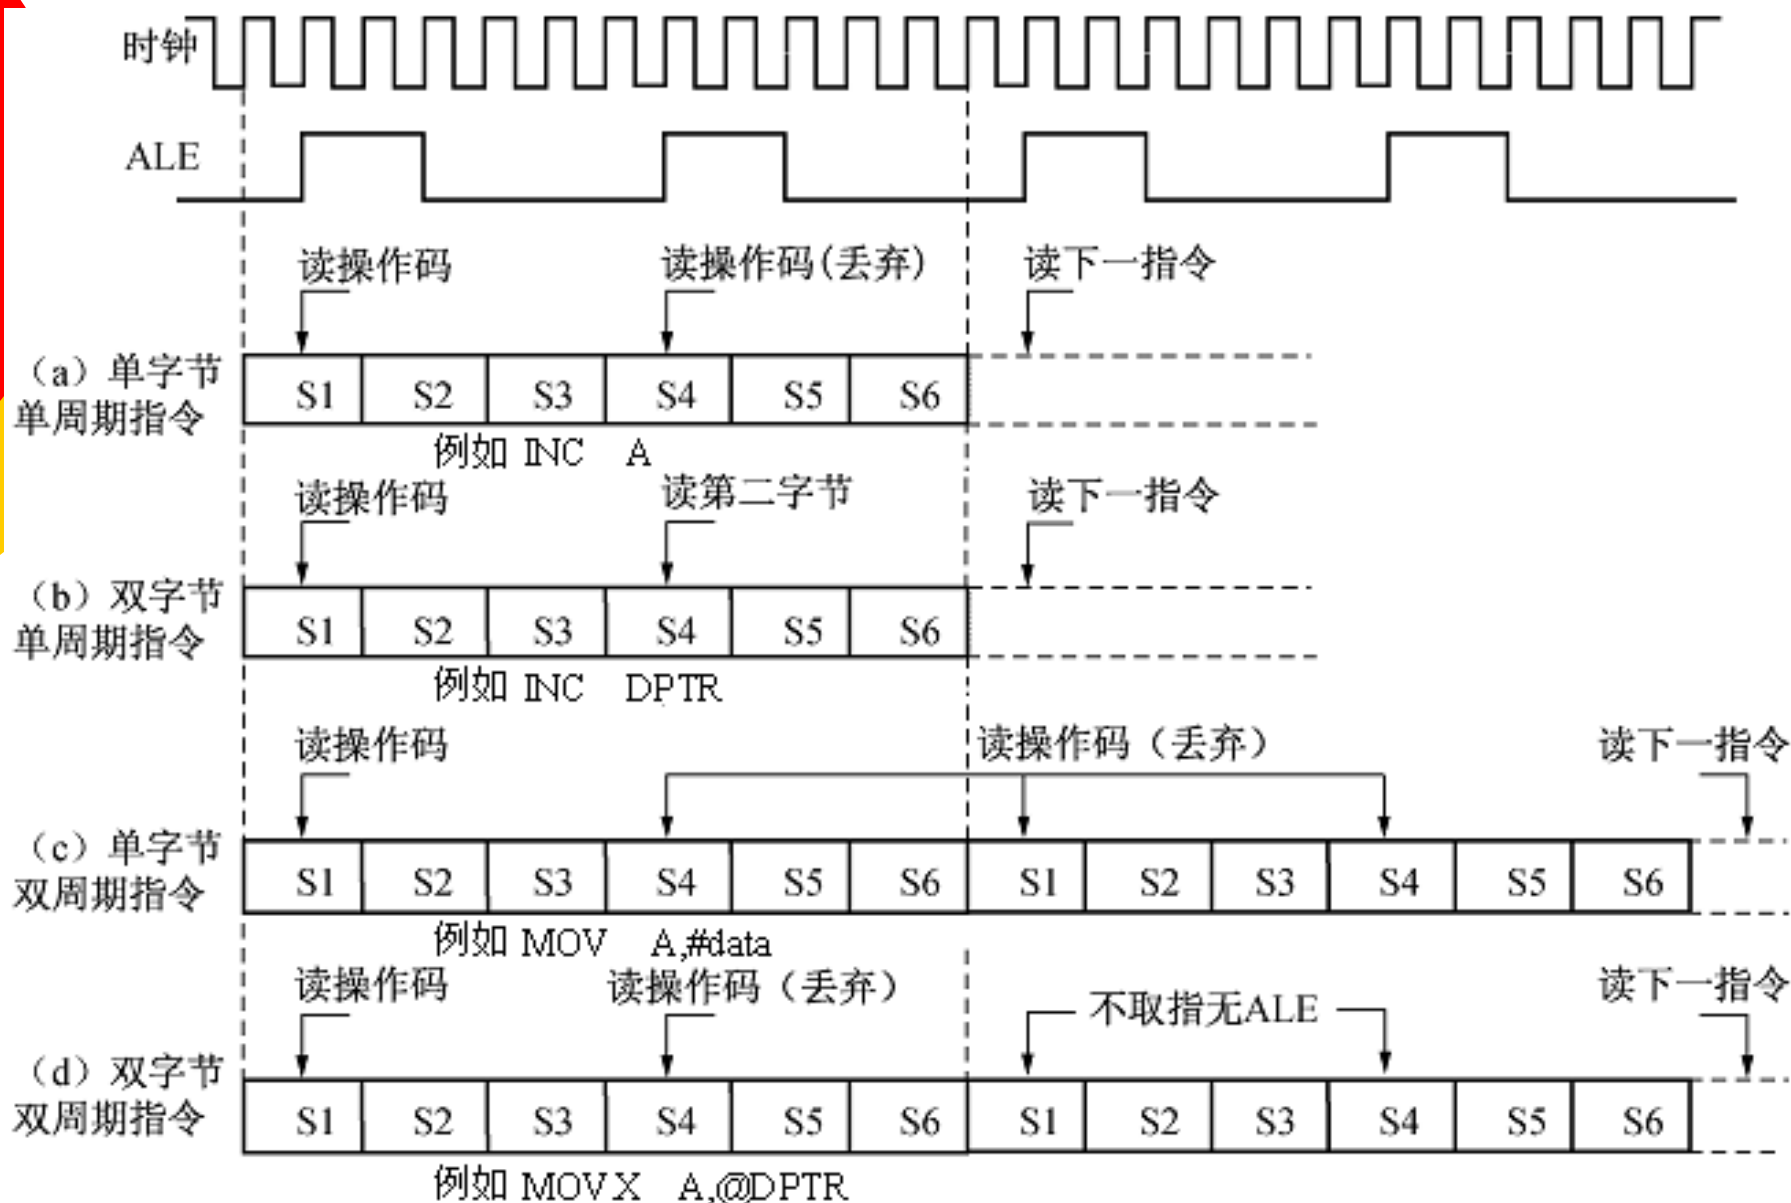 时钟
ALE
读操作码 读操作码(丢弃) 读下一指令
(a) 单字节
单周期指令
S1 S2 S3 S4 S5 S6
例如 INC A
读操作码 读第二字节 读下一指令
(b) 双字节
单周期指令
S1 S2 S3 S4 S5 S6
例如 INC DPTR
读操作码 读操作码（丢弃） 读下一指令
(c) 单字节
双周期指令
S1 S2 S3 S4 S5 S6 S1 S2 S3 S4 S5 S6
例如 MOV A,#data
读操作码 读操作码（丢弃） 不取指无ALE 读下一指令
(d) 双字节
双周期指令
S1 S2 S3 S4 S5 S6 S1 S2 S3 S4 S5 S6
例如 MOVX A,@DPTR